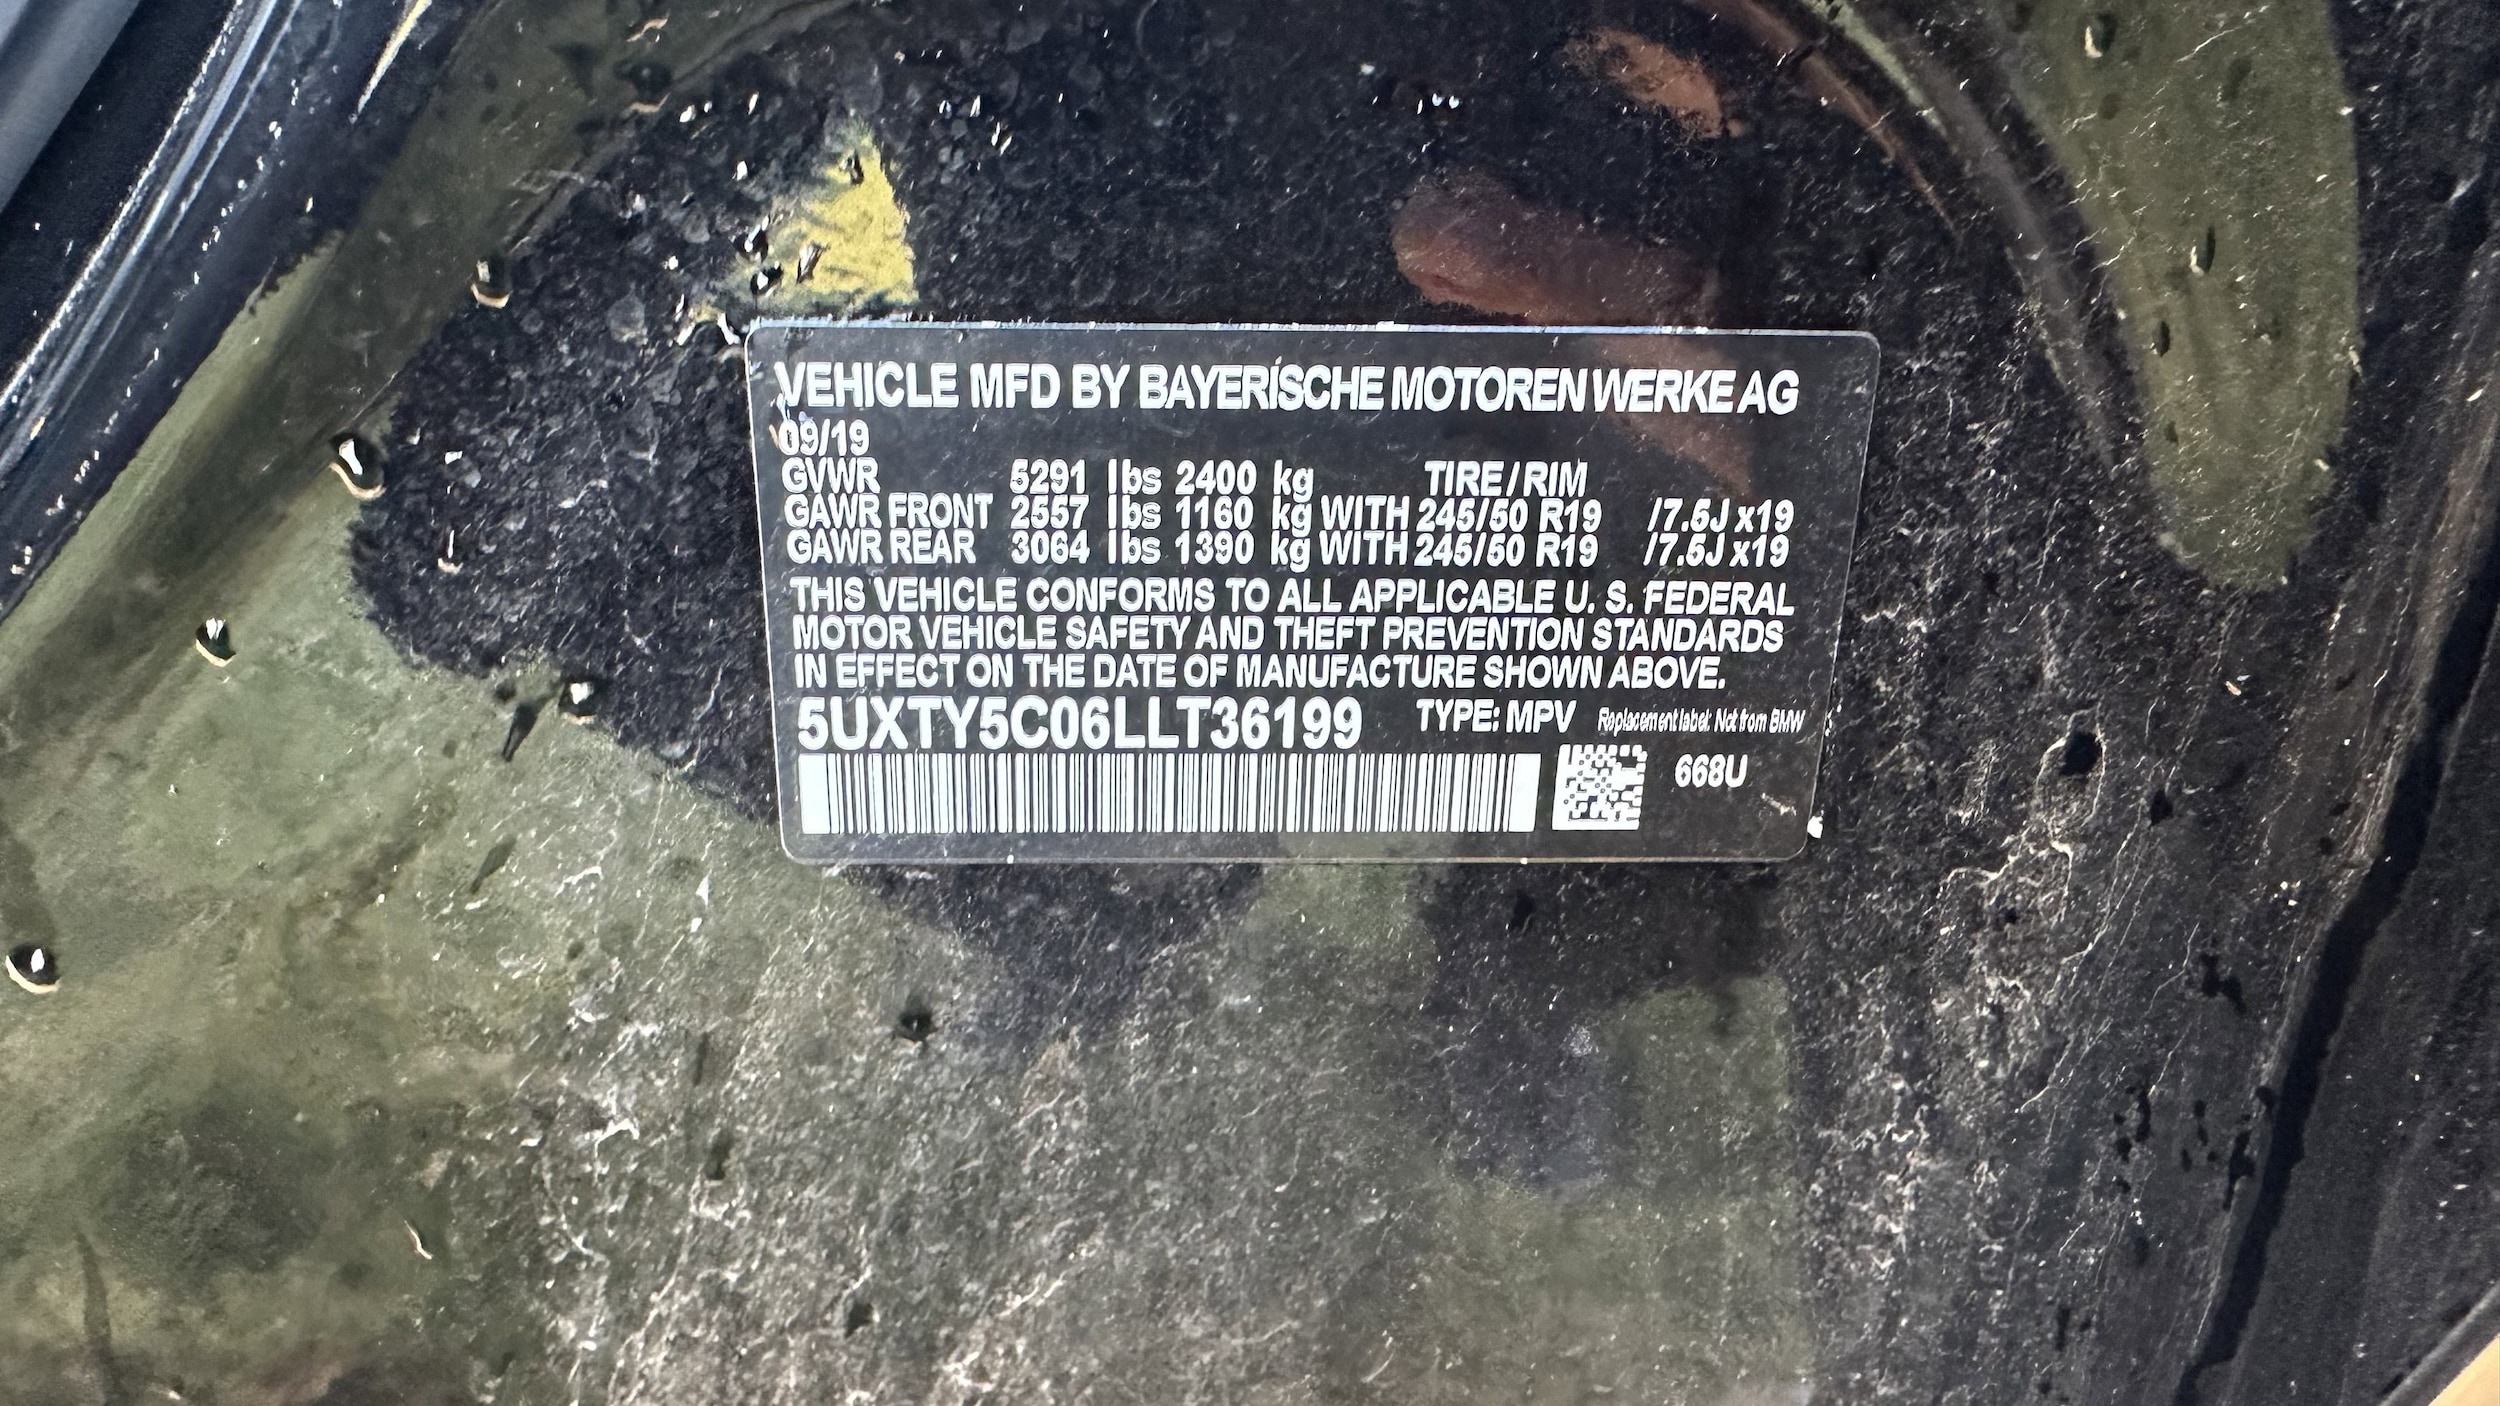 VEHICLE MFD BY BAYERISCHE MOTOREN WERKE AG
09/19
GVWR 5291 lbs 2400 kg TIRE/RIM
GAWR FRONT 2557 lbs 1160 kg WITH 245/50 R19 /7.5J x19
GAWR REAR 3064 lbs 1390 kg WITH 245/50 R19 /7.5J x19
THIS VEHICLE CONFORMS TO ALL APPLICABLE U. S. FEDERAL
MOTOR VEHICLE SAFETY AND THEFT PREVENTION STANDARDS
IN EFFECT ON THE DATE OF MANUFACTURE SHOWN ABOVE.
5UXTY5C06LLT36199 TYPE: MPV Replacement label: Not from BMW
668U